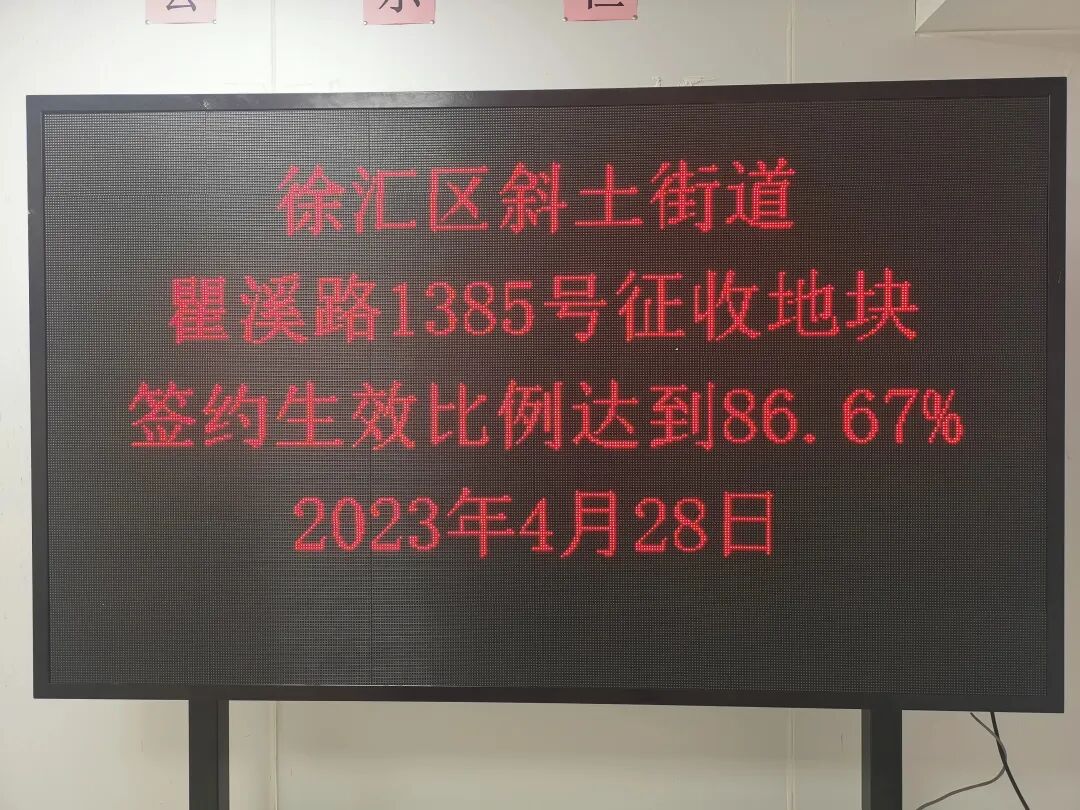 徐汇区斜土街道
瞿溪路1385号征收地块
签约生效比例达到86.67%
2023年4月28日